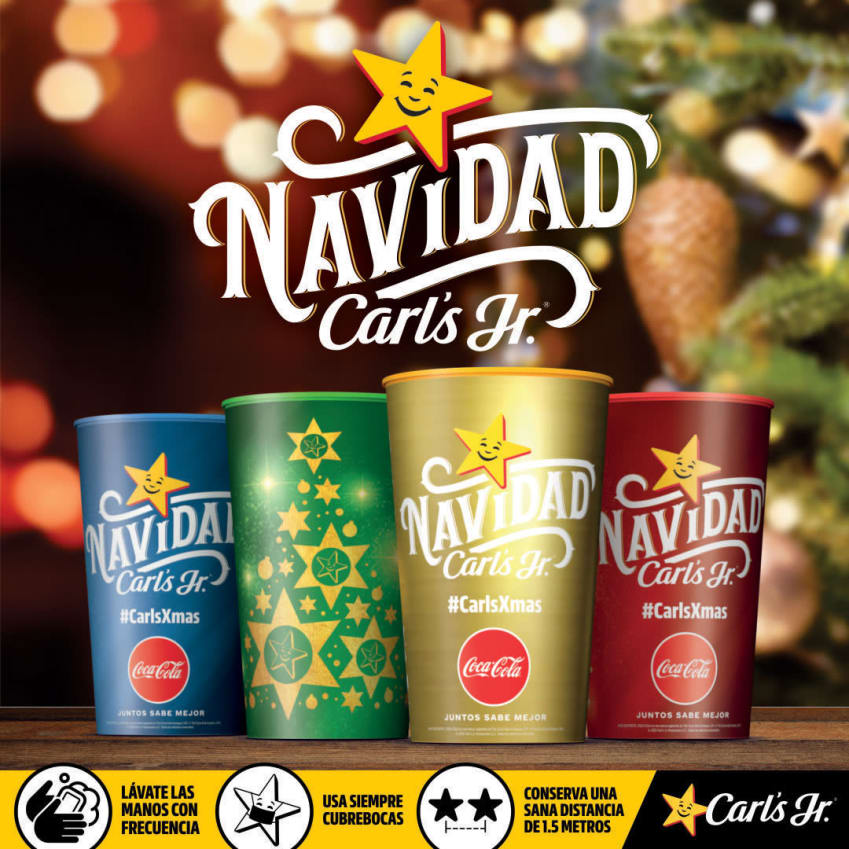 NAVIDAD
Carl's Jr.®
NAVIDAD
Carl's Jr.
#CarlsXmas
Coca-Cola
JUNTOS SABE MEJOR
NAVIDAD
Carl's Jr.
#CarlsXmas
Coca-Cola
JUNTOS SABE MEJOR
NAVIDAD
Carl's Jr.
#CarlsXmas
Coca-Cola
JUNTOS SABE MEJOR
LÁVATE LAS
MANOS CON
FRECUENCIA
USA SIEMPRE
CUBREBOCAS
CONSERVA UNA
SANA DISTANCIA
DE 1.5 METROS
Carl's Jr.